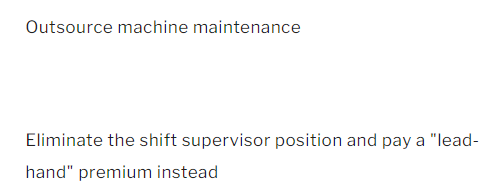 Outsource machine maintenance
Eliminate the shift supervisor position and pay a "lead-
hand" premium instead